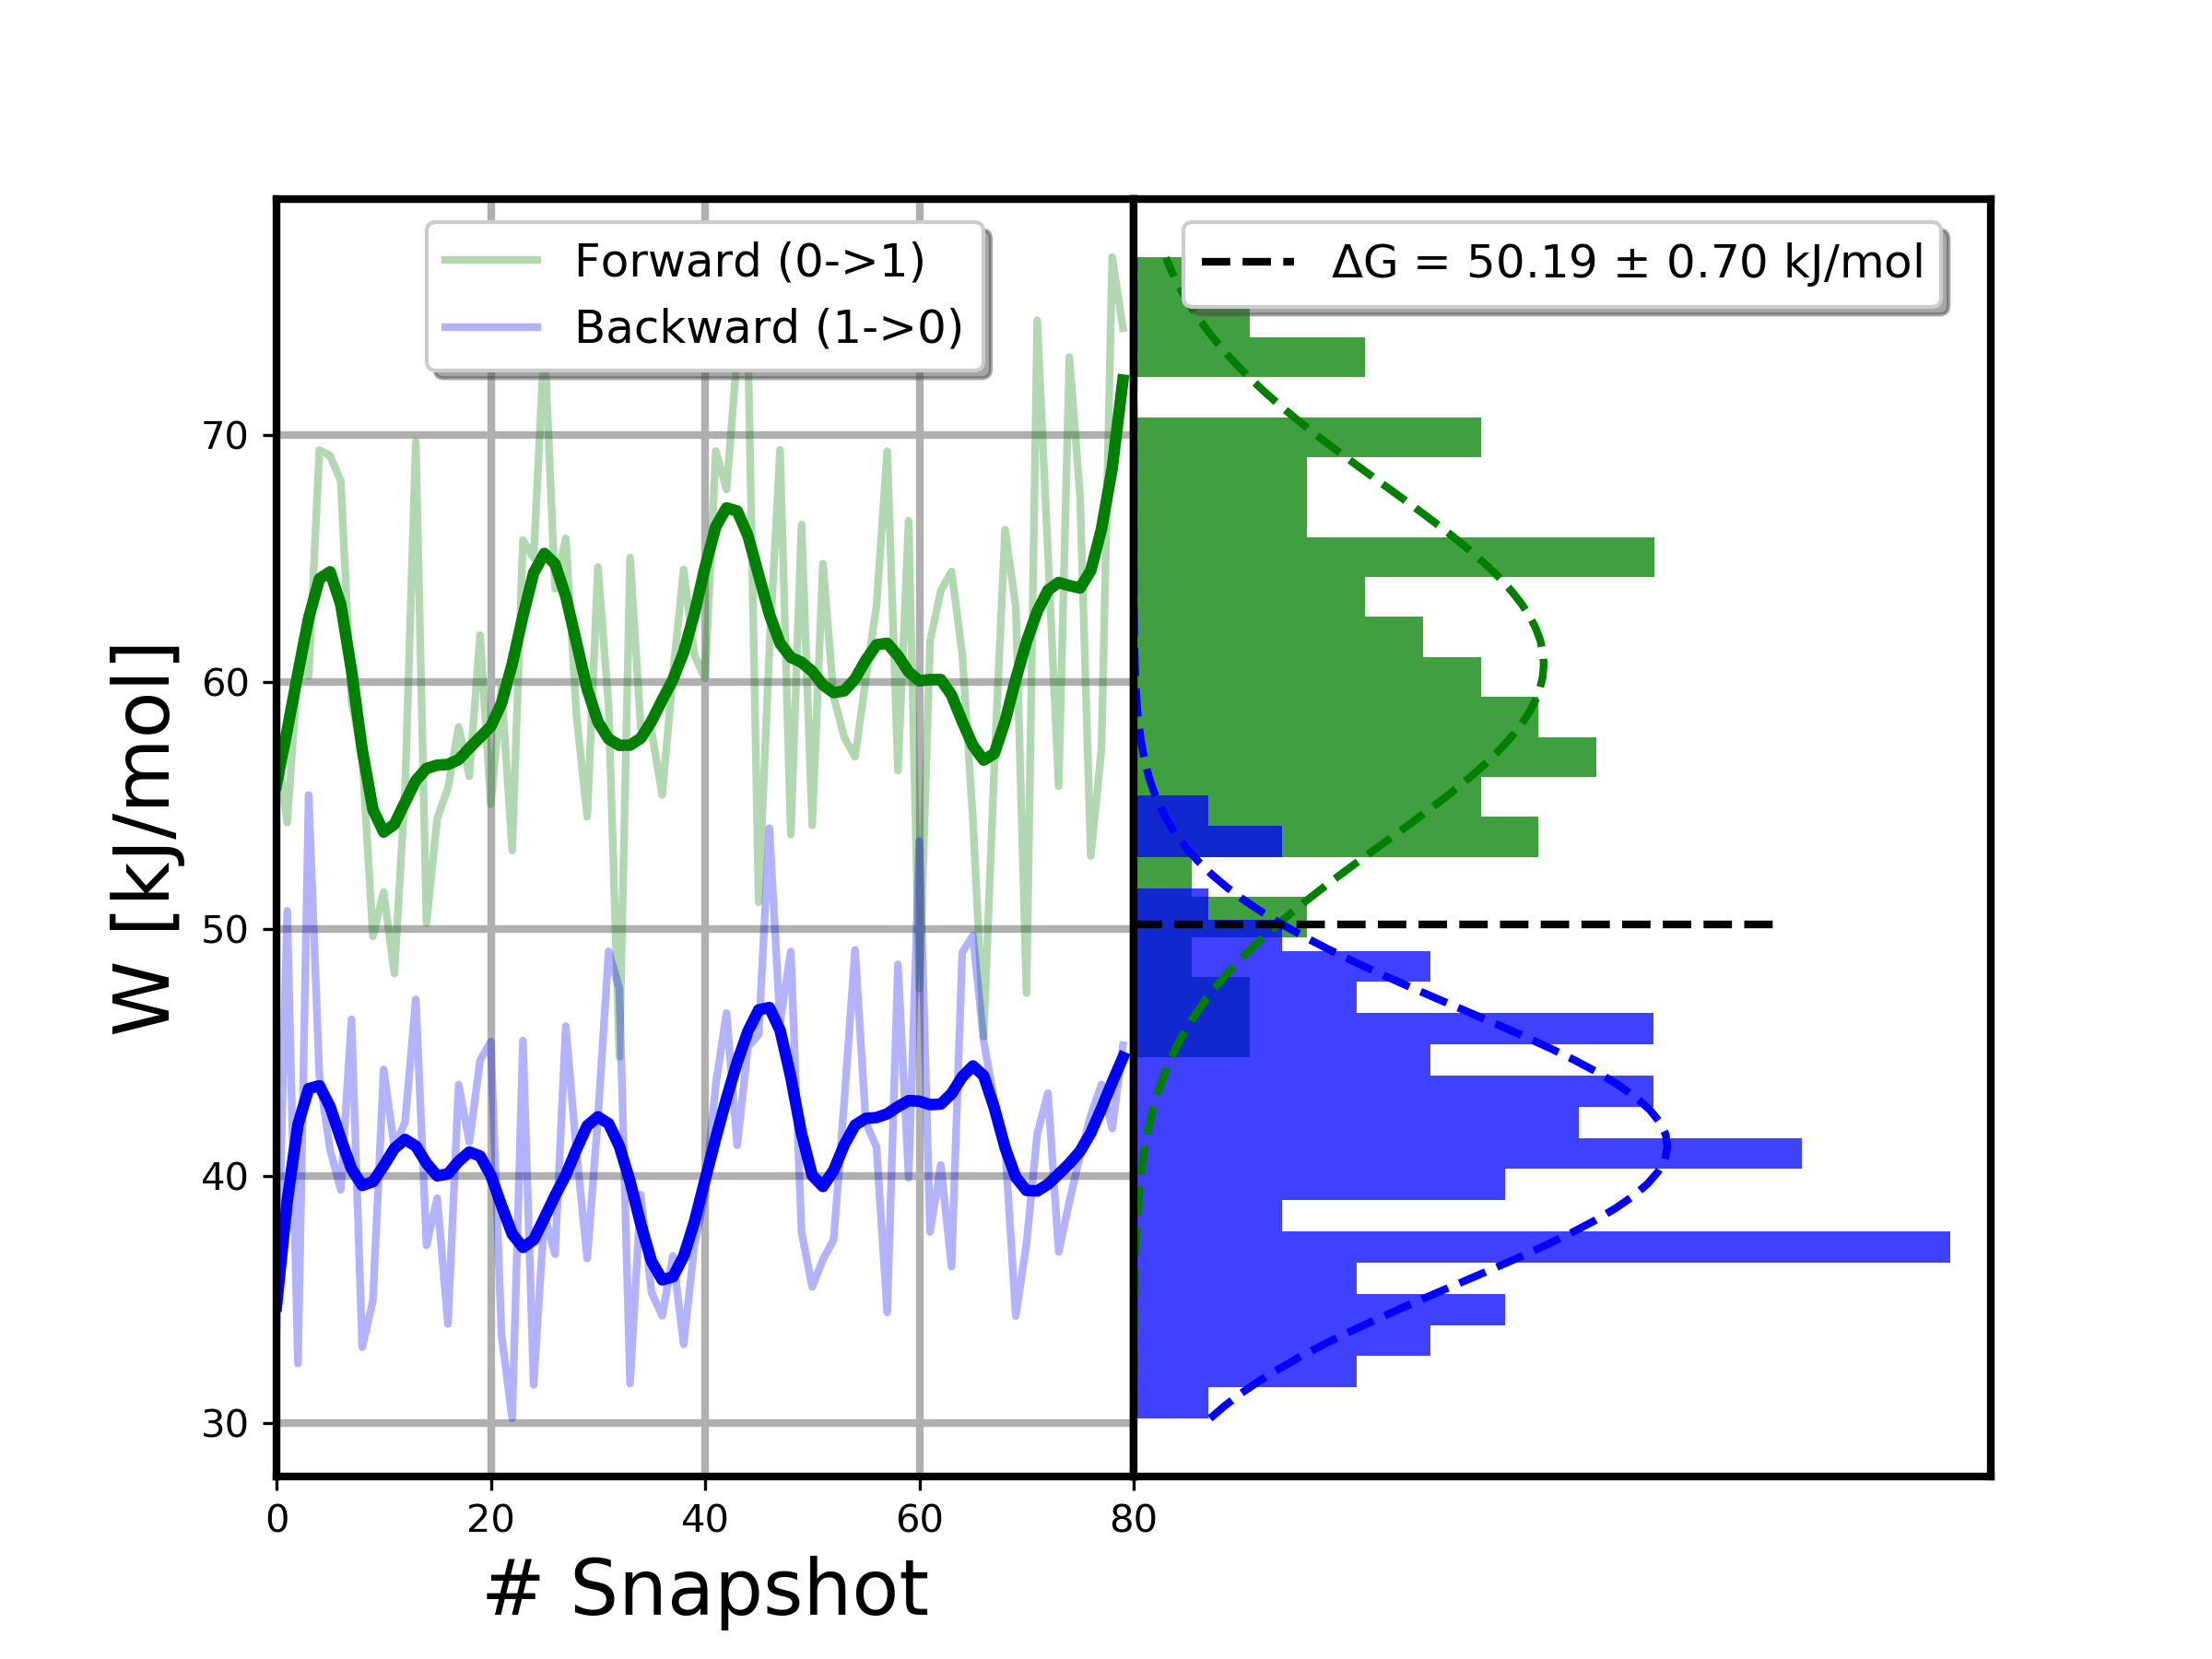 Forward (0->1)
Backward (1->0)
ΔG = 50.19 ± 0.70 kJ/mol
W [kJ/mol]
70
60
50
40
30
0 20 40 60 80
# Snapshot